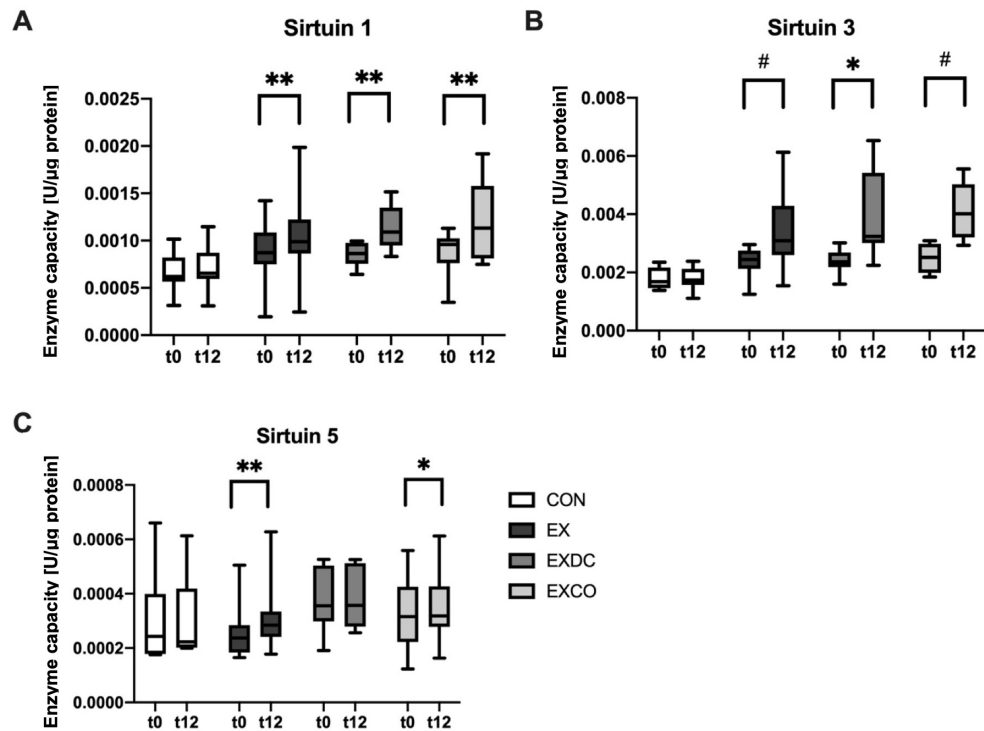 A
Sirtuin 1
Enzyme capacity [U/µg protein]
0.0025
0.0020
0.0015
0.0010
0.0005
0.0000
** ** **
t0 t12 t0 t12 t0 t12 t0 t12
B
Sirtuin 3
Enzyme capacity [U/µg protein]
0.008
0.006
0.004
0.002
0.000
# * #
t0 t12 t0 t12 t0 t12 t0 t12
C
Sirtuin 5
Enzyme capacity [U/µg protein]
0.0008
0.0006
0.0004
0.0002
0.0000
** *
t0 t12 t0 t12 t0 t12 t0 t12
CON
EX
EXDC
EXCO